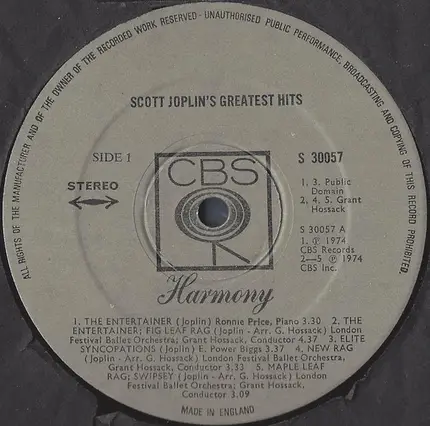 ALL RIGHTS OF THE MANUFACTURER AND OF THE OWNER OF THE RECORDED WORK RESERVED - UNAUTHORISED PUBLIC PERFORMANCE, BROADCASTING AND COPYING OF THIS RECORD PROHIBITED.
SCOTT JOPLIN'S GREATEST HITS
SIDE 1
STEREO
CBS
Harmony
S 30057
1, 3. Public
Domain
2, 4, 5. Grant
Hossack
S 30057 A
1. ℗ 1974
CBS Records
2—5 ℗ 1974
CBS Inc.
1. THE ENTERTAINER (Joplin) Ronnie Price, Piano 3.30 2. THE
ENTERTAINER; FIG LEAF RAG (Joplin - Arr. G. Hossack) London
Festival Ballet Orchestra; Grant Hossack, Conductor 4.37 3. ELITE
SYNCOPATIONS (Joplin) E. Power Biggs 3.37 4. NEW RAG
(Joplin - Arr. G. Hossack) London Festival Ballet Orchestra,
Grant Hossack, Conductor 3.33 5. MAPLE LEAF
RAG; SWIPSEY (Joplin - Arr. G. Hossack) London
Festival Ballet Orchestra, Grant Hossack,
Conductor 3.09
MADE IN ENGLAND